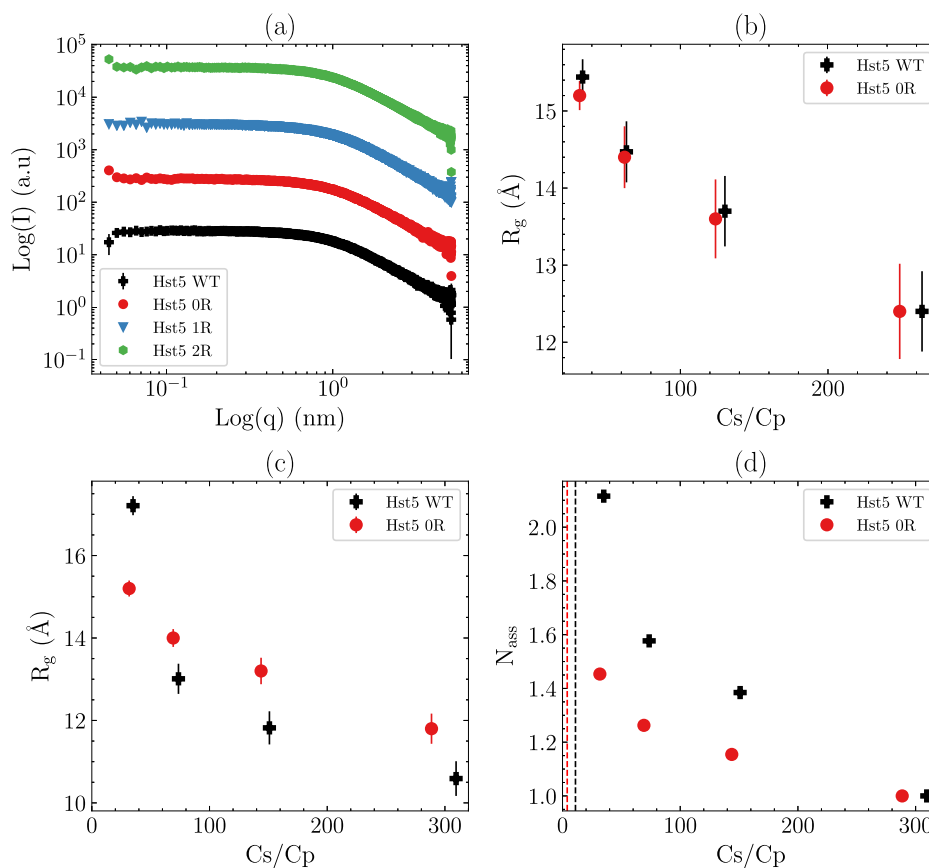 (a)
10^5
10^4
10^3
10^2
10^1
10^0
10^−1
Log(I) (a.u)
Hst5 WT
Hst5 0R
Hst5 1R
Hst5 2R
10^−1 10^0
Log(q) (nm)
(b)
15
14
13
12
R_g (Å)
Hst5 WT
Hst5 0R
100 200
Cs/Cp
(c)
16
14
12
10
R_g (Å)
Hst5 WT
Hst5 0R
0 100 200 300
Cs/Cp
(d)
2.0
1.8
1.6
1.4
1.2
1.0
N_ass
Hst5 WT
Hst5 0R
0 100 200 300
Cs/Cp